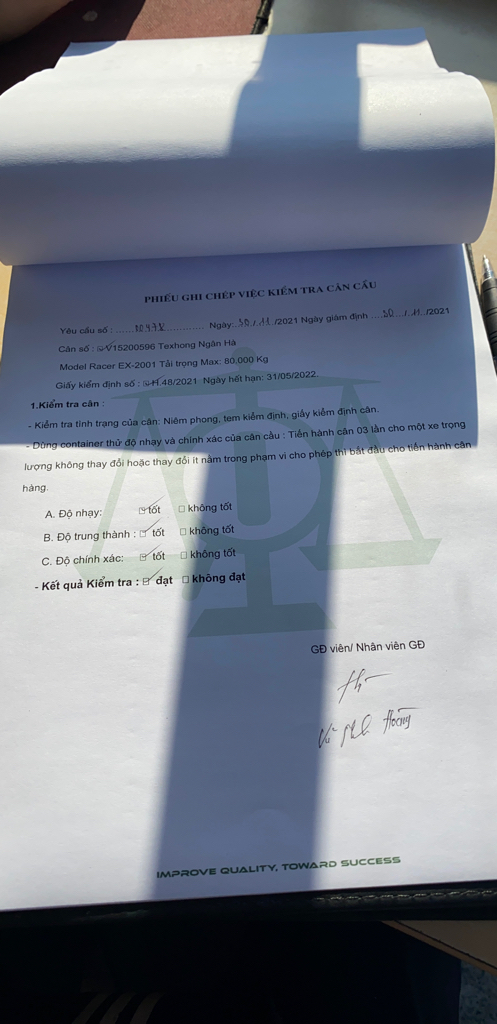 PHIẾU GHI CHÉP VIỆC KIỂM TRA CÂN CẨU
Yêu cầu số : ...... 10478 .............. Ngày: 30 / 11 /2021 Ngày giám định ....30 .../ 11 /2021
Cân số : V15200596 Texhong Ngân Hà
Model Racer EX-2001 Tải trọng Max: 80.000 Kg
Giấy kiểm định số : 48/2021 Ngày hết hạn: 31/05/2022.
1.Kiểm tra cân :
- Kiểm tra tình trạng của cân: Niêm phong, tem kiểm định, giấy kiểm định cân.
- Dùng container thử độ nhạy và chính xác của cân cẩu : Tiến hành cân 03 lần cho một xe trọng
lượng không thay đổi hoặc thay đổi ít nằm trong phạm vi cho phép thì bắt đầu cho tiến hành cân
hàng.
A. Độ nhạy: ☑ tốt □ không tốt
B. Độ trung thành : ☑ tốt □ không tốt
C. Độ chính xác: ☑ tốt □ không tốt
- Kết quả Kiểm tra : ☑ đạt □ không đạt
GĐ viên/ Nhân viên GĐ
Vũ Hoàng
IMPROVE QUALITY, TOWARD SUCCESS